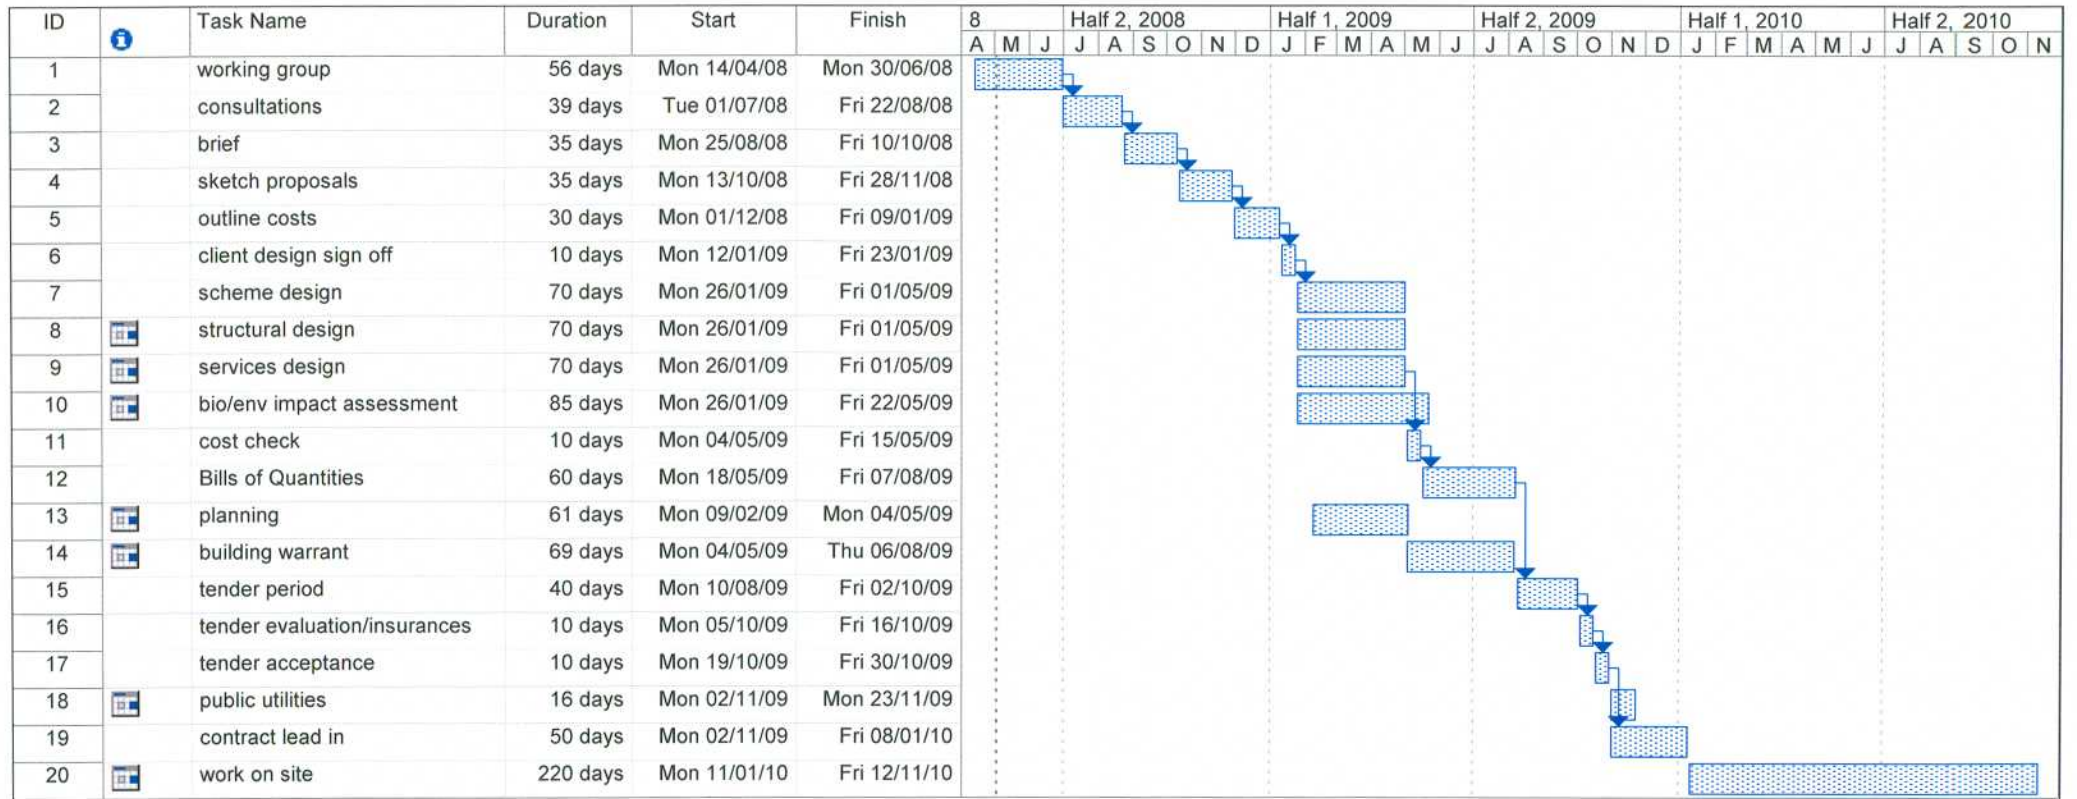 ID Task Name Duration Start Finish 8 Half 2, 2008 Half 1, 2009 Half 2, 2009 Half 1, 2010 Half 2, 2010
A M J J A S O N D J F M A M J J A S O N D J F M A M J J A S O N
1 working group 56 days Mon 14/04/08 Mon 30/06/08
2 consultations 39 days Tue 01/07/08 Fri 22/08/08
3 brief 35 days Mon 25/08/08 Fri 10/10/08
4 sketch proposals 35 days Mon 13/10/08 Fri 28/11/08
5 outline costs 30 days Mon 01/12/08 Fri 09/01/09
6 client design sign off 10 days Mon 12/01/09 Fri 23/01/09
7 scheme design 70 days Mon 26/01/09 Fri 01/05/09
8 structural design 70 days Mon 26/01/09 Fri 01/05/09
9 services design 70 days Mon 26/01/09 Fri 01/05/09
10 bio/env impact assessment 85 days Mon 26/01/09 Fri 22/05/09
11 cost check 10 days Mon 04/05/09 Fri 15/05/09
12 Bills of Quantities 60 days Mon 18/05/09 Fri 07/08/09
13 planning 61 days Mon 09/02/09 Mon 04/05/09
14 building warrant 69 days Mon 04/05/09 Thu 06/08/09
15 tender period 40 days Mon 10/08/09 Fri 02/10/09
16 tender evaluation/insurances 10 days Mon 05/10/09 Fri 16/10/09
17 tender acceptance 10 days Mon 19/10/09 Fri 30/10/09
18 public utilities 16 days Mon 02/11/09 Mon 23/11/09
19 contract lead in 50 days Mon 02/11/09 Fri 08/01/10
20 work on site 220 days Mon 11/01/10 Fri 12/11/10